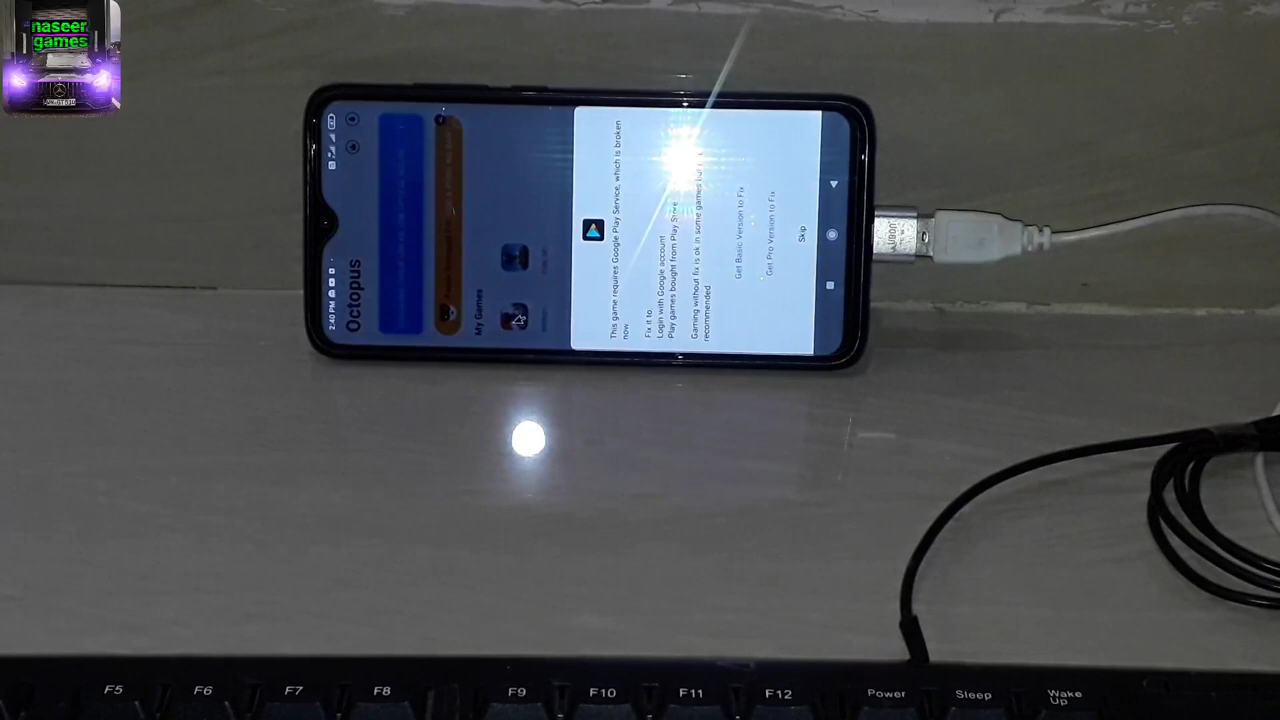 naseer
games
2:40 PM
Octopus
My Games
This game requires Google Play Service, which is broken
now.
Fix it to:
Login with Google account
Play games bought from Play Store
Gaming without fix is ok in some games but
recommended
Get Basic Version to Fix
Get Pro Version to Fix
Skip
F5 F6 F7 F8 F9 F10 F11 F12 Power Sleep Wake
Up